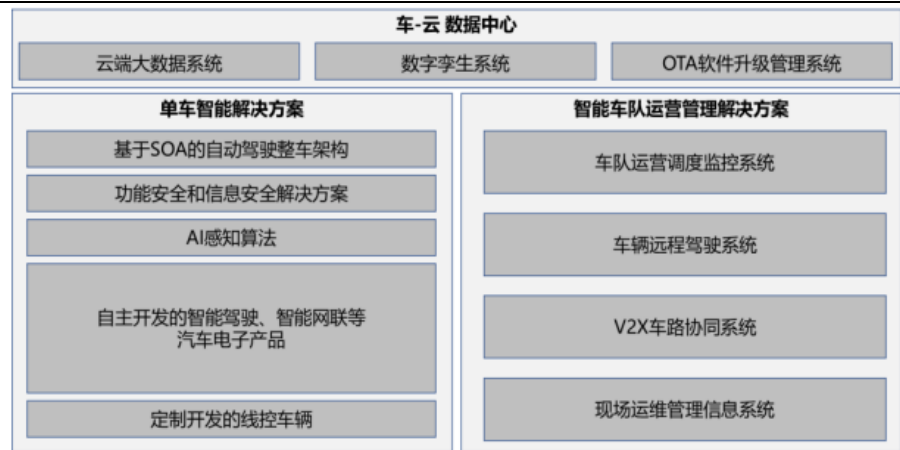 车-云 数据中心
云端大数据系统
数字孪生系统
OTA软件升级管理系统
单车智能解决方案
基于SOA的自动驾驶整车架构
功能安全和信息安全解决方案
AI感知算法
自主开发的智能驾驶、智能网联等
汽车电子产品
定制开发的线控车辆
智能车队运营管理解决方案
车队运营调度监控系统
车辆远程驾驶系统
V2X车路协同系统
现场运维管理信息系统